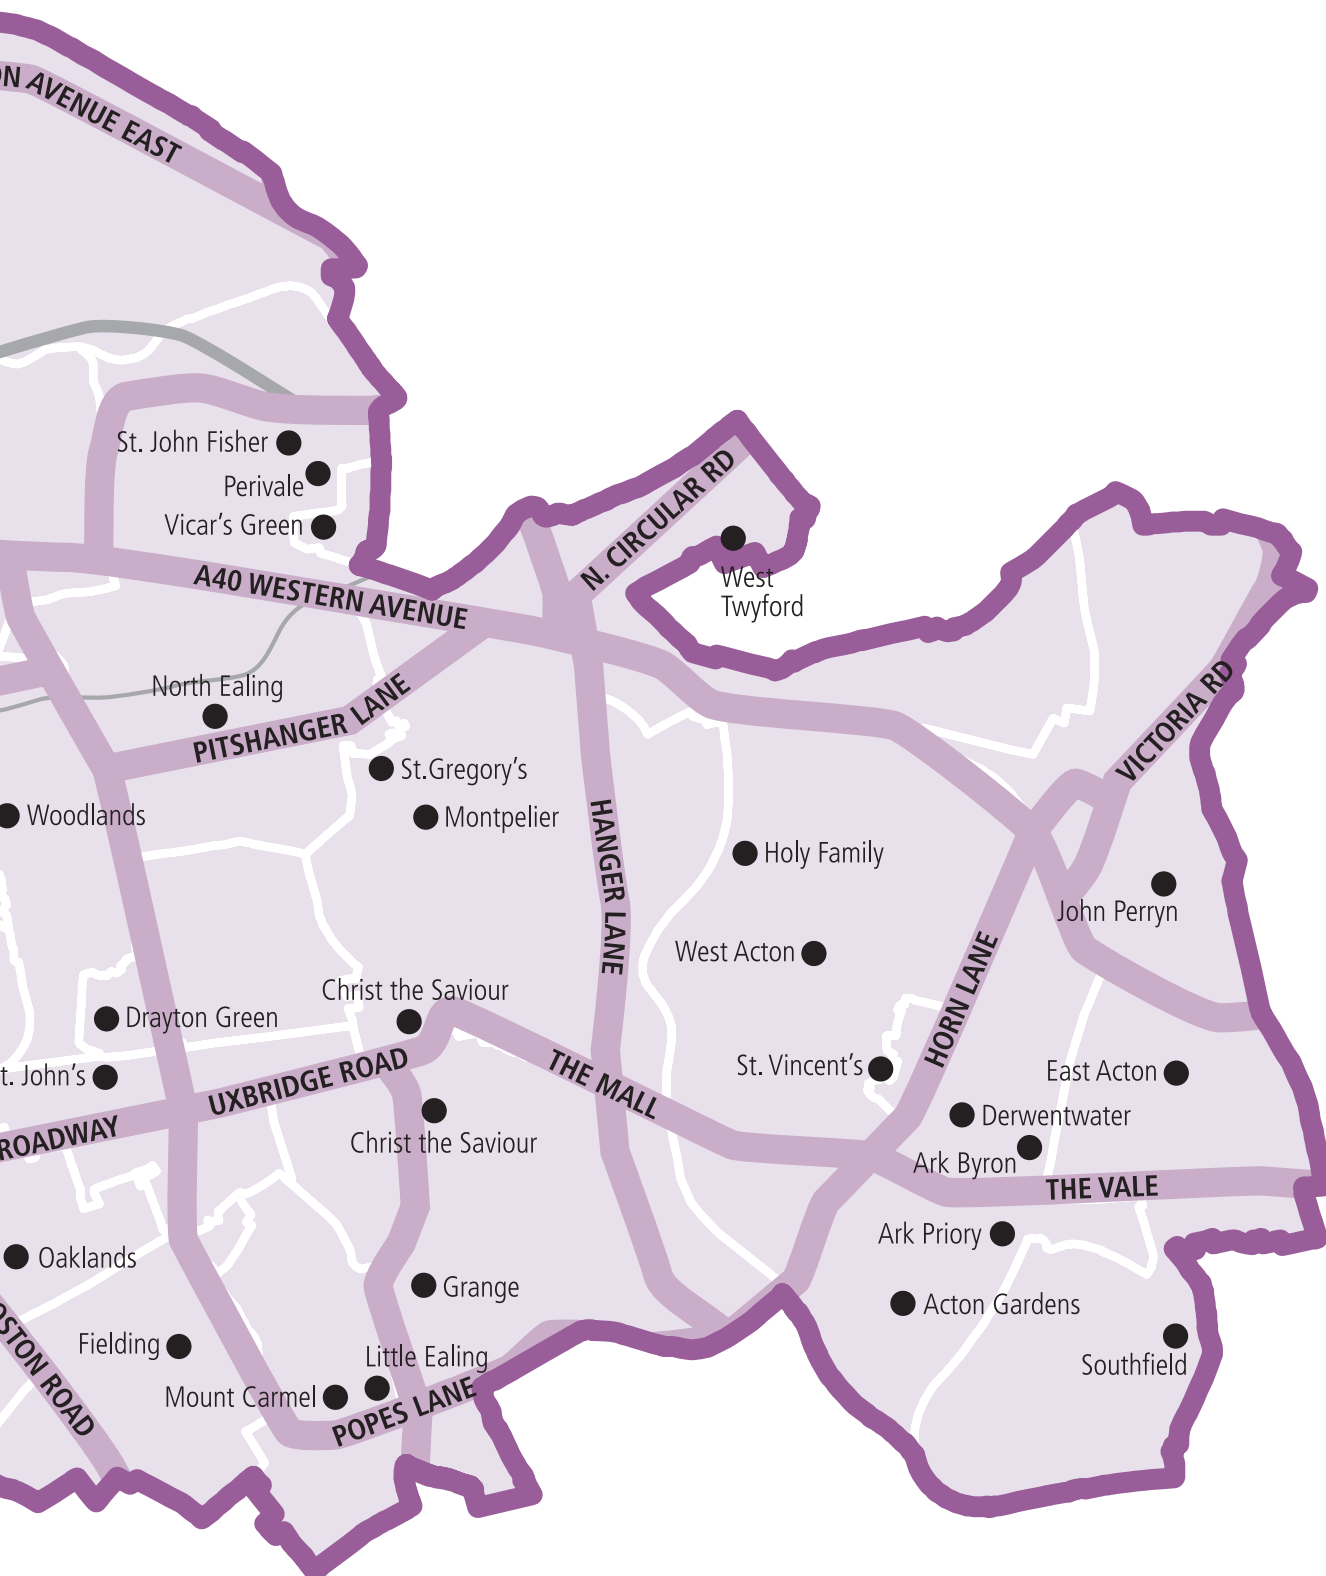 ON AVENUE EAST
St. John Fisher
Perivale
Vicar's Green
N. CIRCULAR RD
West
Twyford
A40 WESTERN AVENUE
North Ealing
PITSHANGER LANE
VICTORIA RD
St.Gregory's
Woodlands
Montpelier
HANGER LANE
Holy Family
John Perryn
West Acton
HORN LANE
Christ the Saviour
Drayton Green
t. John's
UXBRIDGE ROAD
THE MALL
St. Vincent's
East Acton
ROADWAY
Christ the Saviour
Derwentwater
Ark Byron
THE VALE
Ark Priory
Oaklands
Grange
Acton Gardens
OSTON ROAD
Fielding
Little Ealing
Southfield
Mount Carmel
POPES LANE